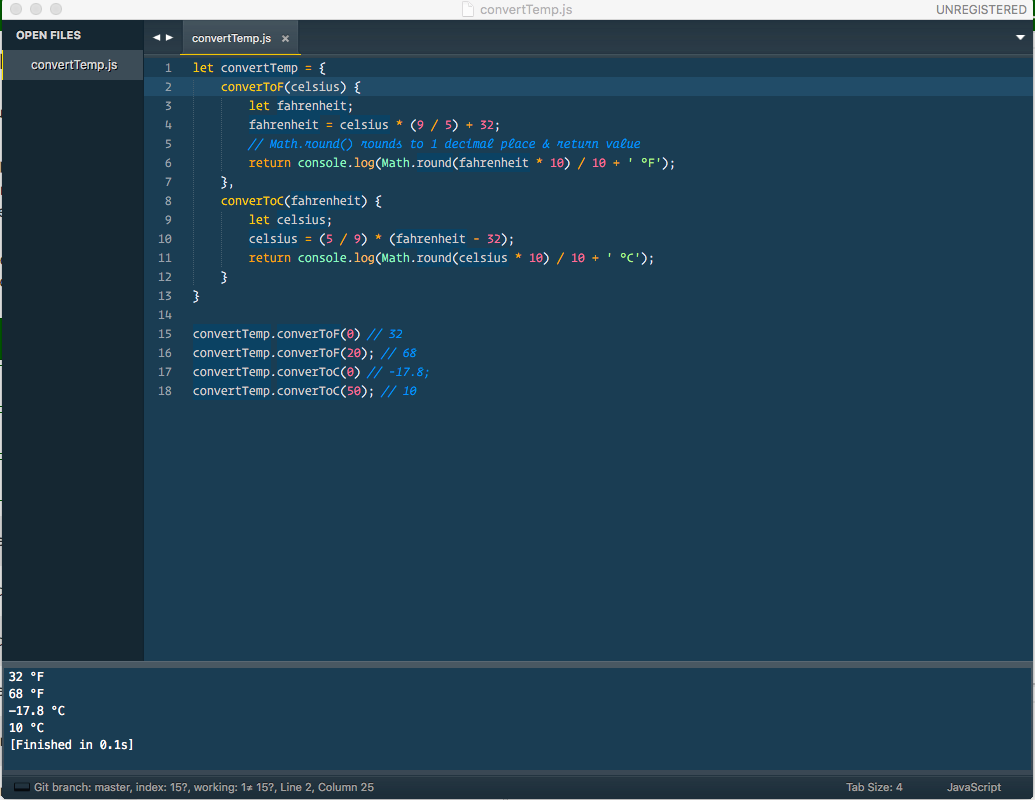 convertTemp.js
UNREGISTERED
OPEN FILES
convertTemp.js
convertTemp.js ×
1 let convertTemp = {
2 converToF(celsius) {
3 let fahrenheit;
4 fahrenheit = celsius * (9 / 5) + 32;
5 // Math.round() rounds to 1 decimal place & return value
6 return console.log(Math.round(fahrenheit * 10) / 10 + ' ºF');
7 },
8 converToC(fahrenheit) {
9 let celsius;
10 celsius = (5 / 9) * (fahrenheit - 32);
11 return console.log(Math.round(celsius * 10) / 10 + ' ºC');
12 }
13 }
14
15 convertTemp.converToF(0) // 32
16 convertTemp.converToF(20); // 68
17 convertTemp.converToC(0) // -17.8;
18 convertTemp.converToC(50); // 10
32 ºF
68 ºF
-17.8 ºC
10 ºC
[Finished in 0.1s]
Git branch: master, index: 15?, working: 1≠ 15?, Line 2, Column 25
Tab Size: 4
JavaScript